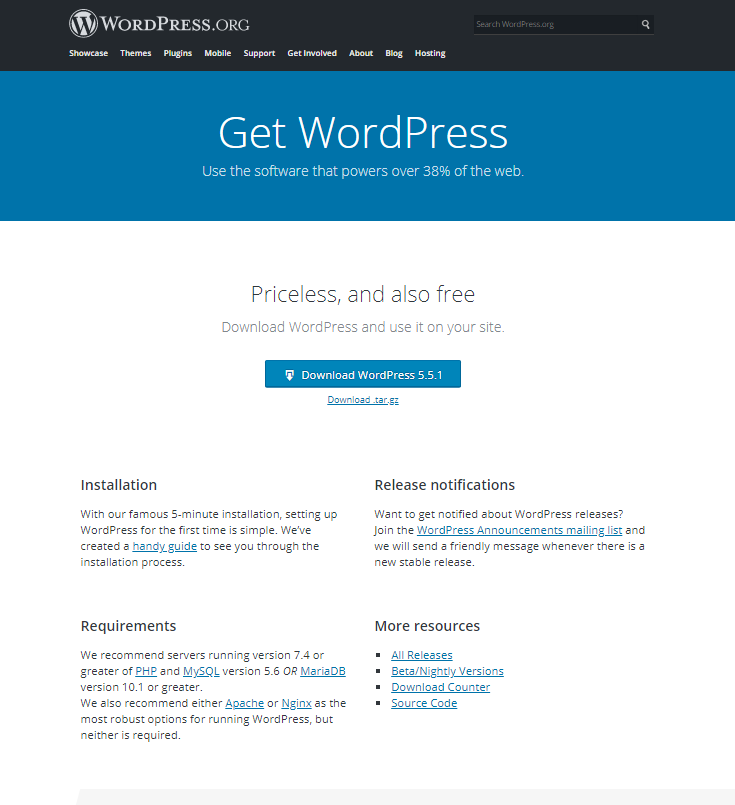 WORDPRESS.ORG
Search WordPress.org
Showcase Themes Plugins Mobile Support Get Involved About Blog Hosting
Get WordPress
Use the software that powers over 38% of the web.
Priceless, and also free
Download WordPress and use it on your site.
Download WordPress 5.5.1
Download .tar.gz
Installation
With our famous 5-minute installation, setting up
WordPress for the first time is simple. We've
created a handy guide to see you through the
installation process.
Release notifications
Want to get notified about WordPress releases?
Join the WordPress Announcements mailing list and
we will send a friendly message whenever there is a
new stable release.
Requirements
We recommend servers running version 7.4 or
greater of PHP and MySQL version 5.6 OR MariaDB
version 10.1 or greater.
We also recommend either Apache or Nginx as the
most robust options for running WordPress, but
neither is required.
More resources
All Releases
Beta/Nightly Versions
Download Counter
Source Code